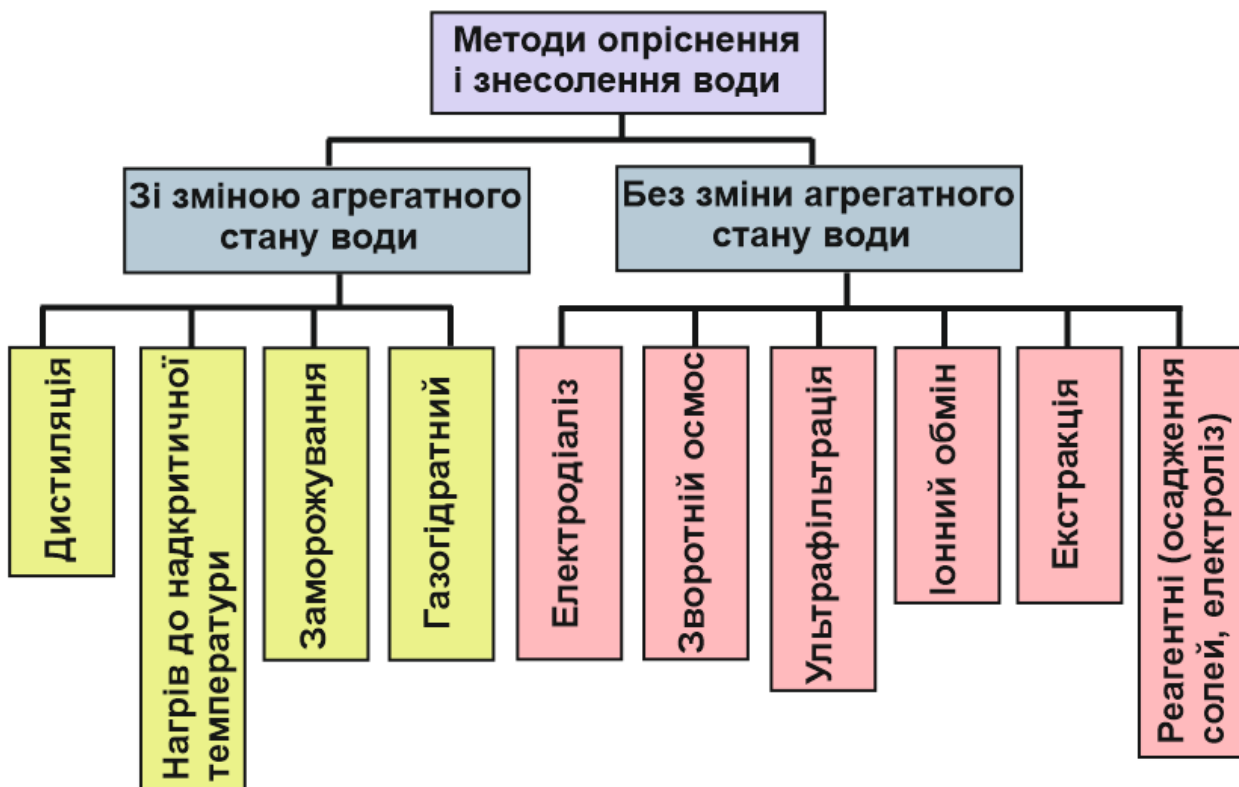 Методи опріснення
і знесолення води
Зі зміною агрегатного
стану води
Без зміни агрегатного
стану води
Дистиляція
Нагрів до надкритичної
температури
Заморожування
Газогідратний
Електродіаліз
Зворотній осмос
Ультрафільтрація
Іонний обмін
Екстракція
Реагентні (осадження
солей, електроліз)